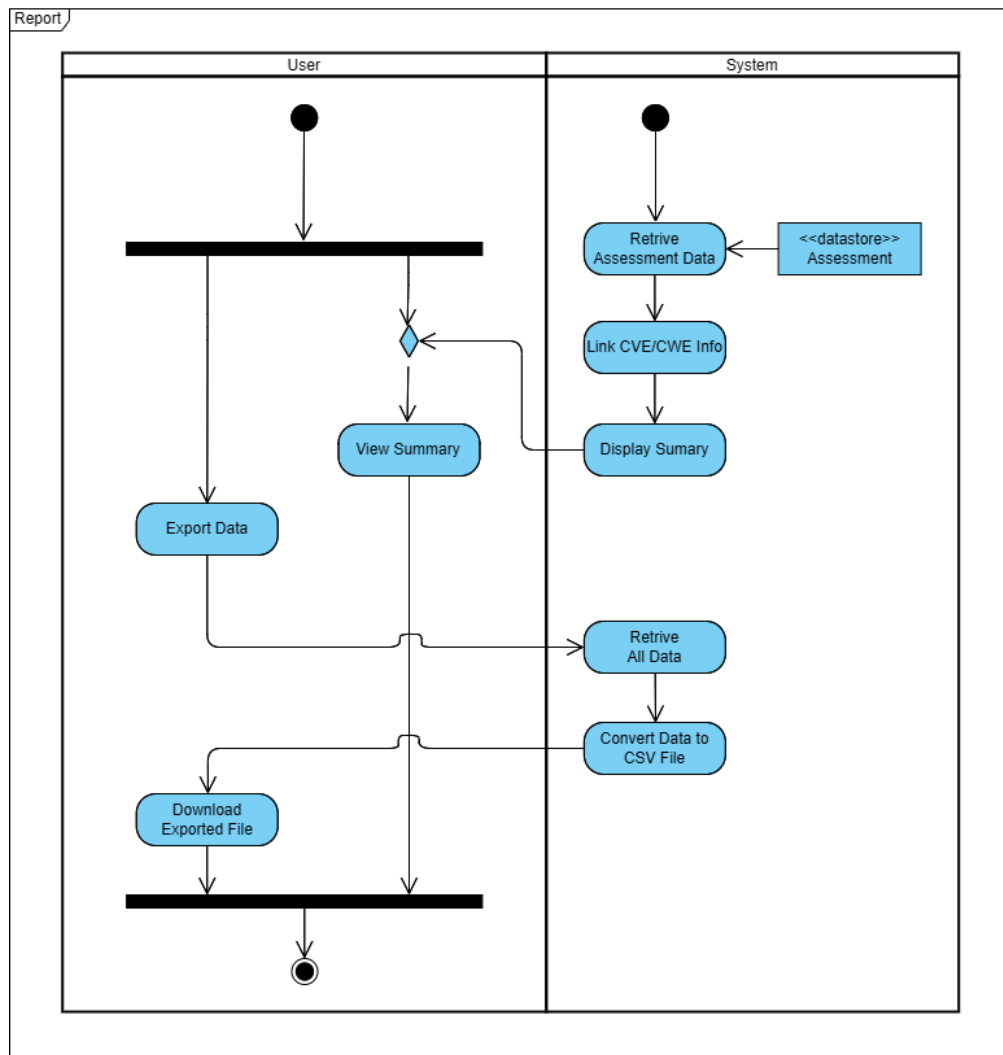 Report
User
System
Retrive
Assessment Data
<<datastore>>
Assessment
Link CVE/CWE Info
View Summary
Display Sumary
Export Data
Retrive
All Data
Convert Data to
CSV File
Download
Exported File